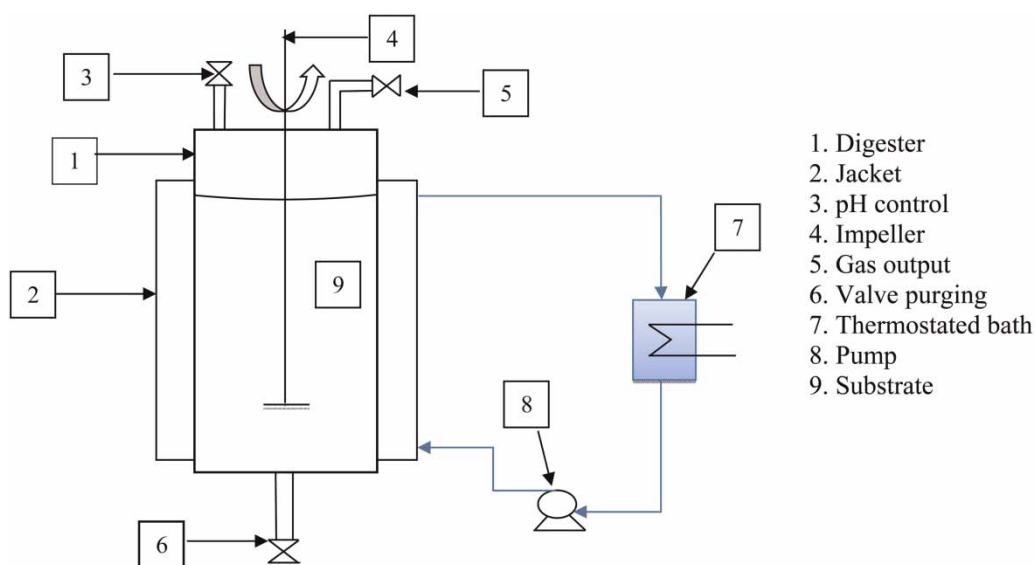 4
3
5
1
7
2
9
8
6
1. Digester
2. Jacket
3. pH control
4. Impeller
5. Gas output
6. Valve purging
7. Thermostated bath
8. Pump
9. Substrate